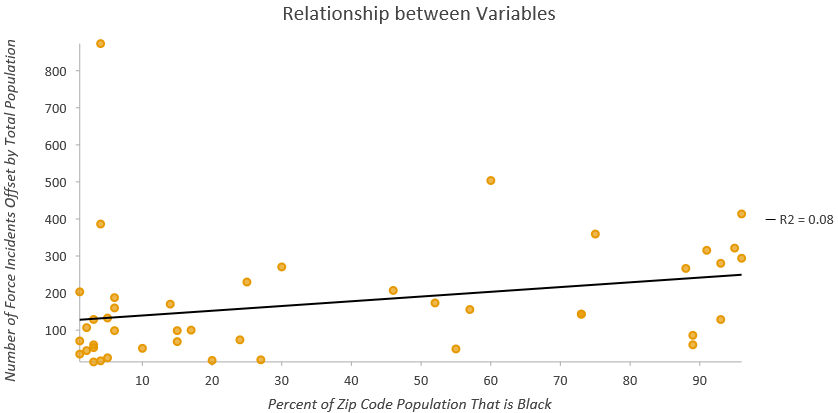 Relationship between Variables
Number of Force Incidents Offset by Total Population
800
700
600
500
400
300
200
100
R2 = 0.08
10 20 30 40 50 60 70 80 90
Percent of Zip Code Population That is Black